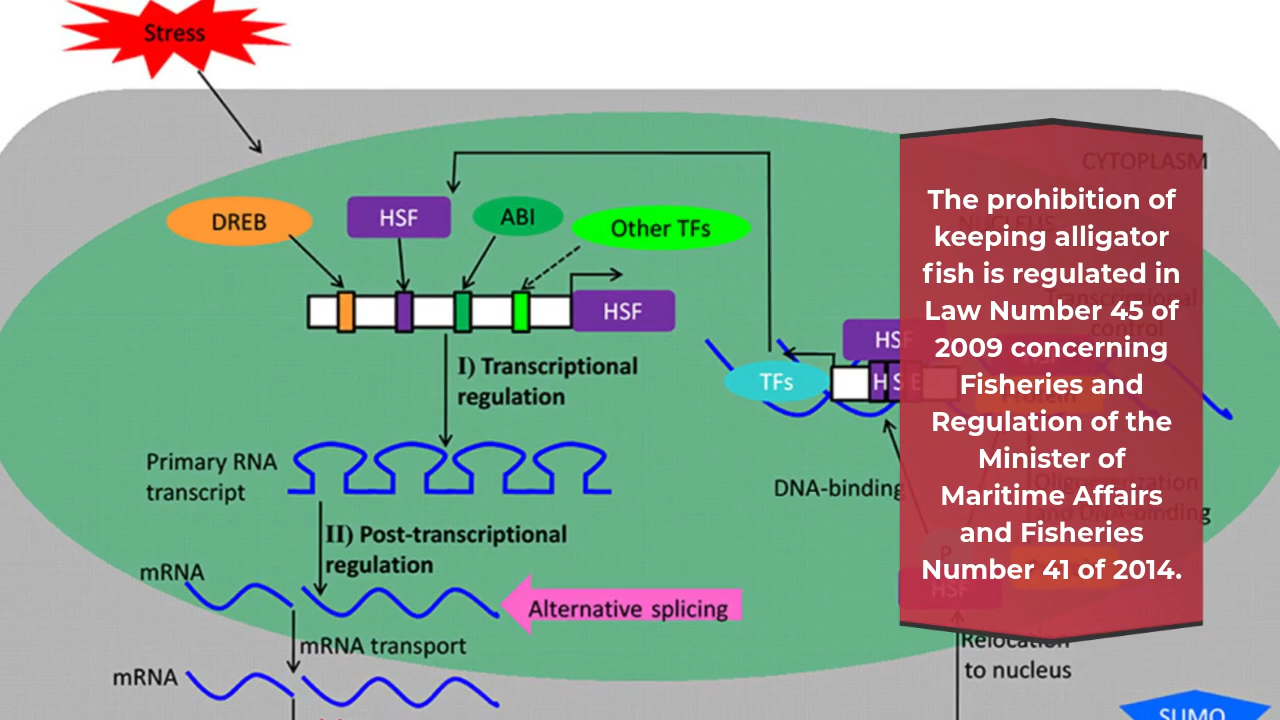 Stress
CYTOPLASM
NUCLEUS
DREB
HSF
ABI
Other TFs
HSF
I) Transcriptional
regulation
Primary RNA
transcript
II) Post-transcriptional
regulation
mRNA
Alternative splicing
mRNA transport
mRNA
HSF
TFs
H S E
DNA-binding
Transcriptional
control
Protein
Oligomerization
and DNA-binding
P
HSF
Relocation
to nucleus
SUMO
The prohibition of
keeping alligator
fish is regulated in
Law Number 45 of
2009 concerning
Fisheries and
Regulation of the
Minister of
Maritime Affairs
and Fisheries
Number 41 of 2014.